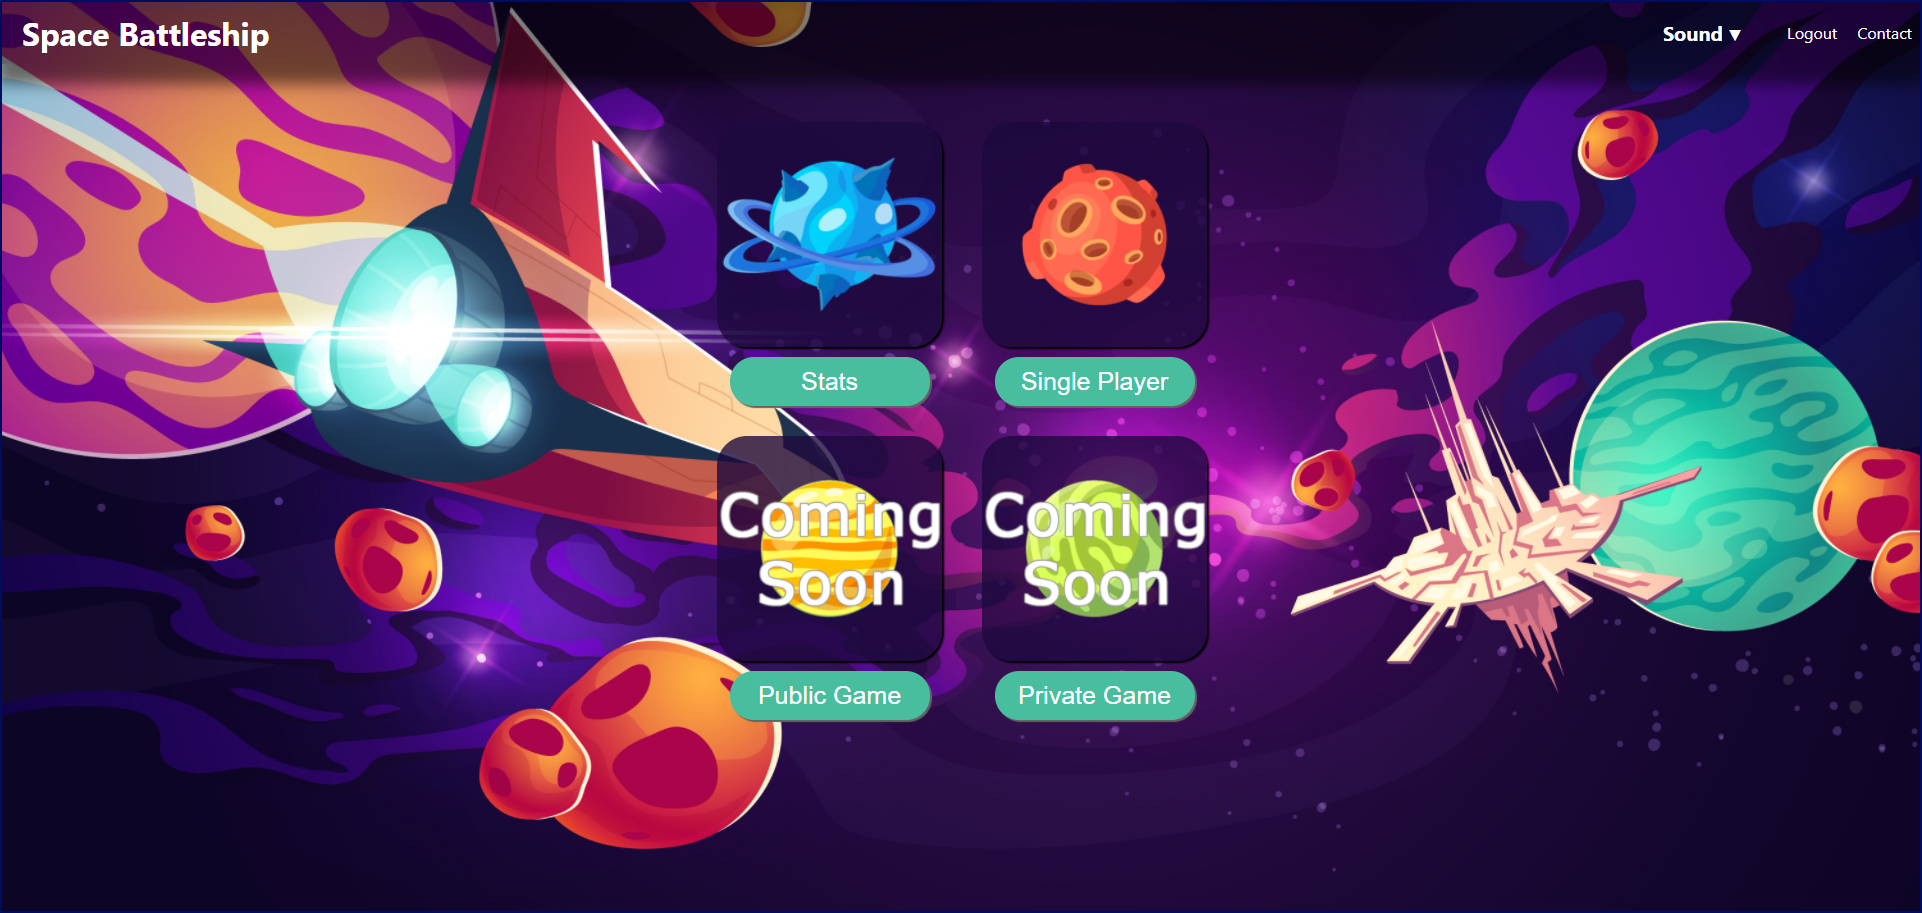 Space Battleship
Sound ▼
Logout
Contact
Stats
Single Player
Coming
Soon
Coming
Soon
Public Game
Private Game